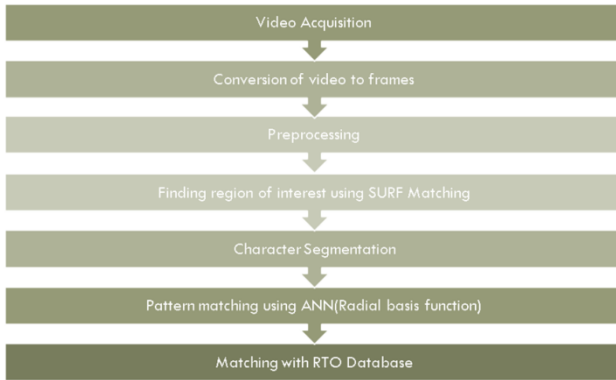 Video Acquisition
Conversion of video to frames
Preprocessing
Finding region of interest using SURF Matching
Character Segmentation
Pattern matching using ANN(Radial basis function)
Matching with RTO Database